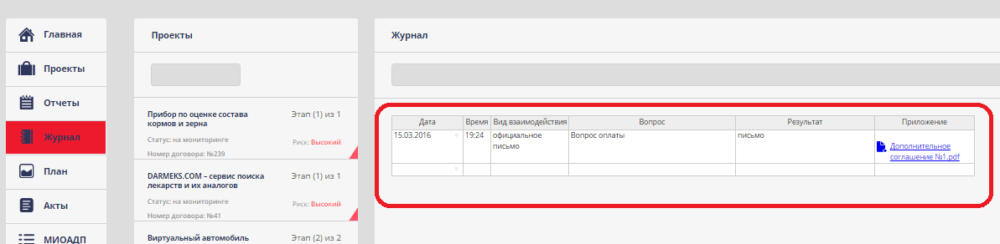 Главная
Проекты
Отчеты
Журнал
План
Акты
МИОАДП
Проекты
Прибор по оценке состава
кормов и зерна
Этап (1) из 1
Статус: на мониторинге
Риск: Высокий
Номер договора: №239
DARMEKS.COM – сервис поиска
лекарств и их аналогов
Этап (1) из 1
Статус: на мониторинге
Риск: Высокий
Номер договора: №41
Виртуальный автомобиль
Этап (2) из 2
Журнал
Дата Время Вид взаимодействия Вопрос Результат Приложение
15.03.2016 19:24 официальное Вопрос оплаты письмо
письмо
Дополнительное
соглашение №1.pdf